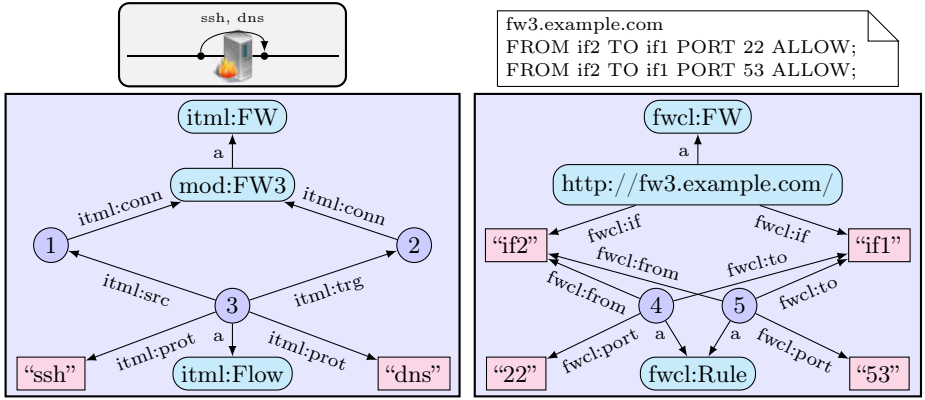 ssh, dns
fw3.example.com
FROM if2 TO if1 PORT 22 ALLOW;
FROM if2 TO if1 PORT 53 ALLOW;
itml:FW
a
mod:FW3
itml:conn
itml:conn
1
2
itml:src
itml:trg
3
itml:prot
a
itml:prot
“ssh”
itml:Flow
“dns”
fwcl:FW
a
http://fw3.example.com/
fwcl:if
fwcl:if
“if2”
“if1”
fwcl:from
fwcl:to
fwcl:from
fwcl:to
4
5
fwcl:port
a
a
fwcl:port
“22”
fwcl:Rule
“53”